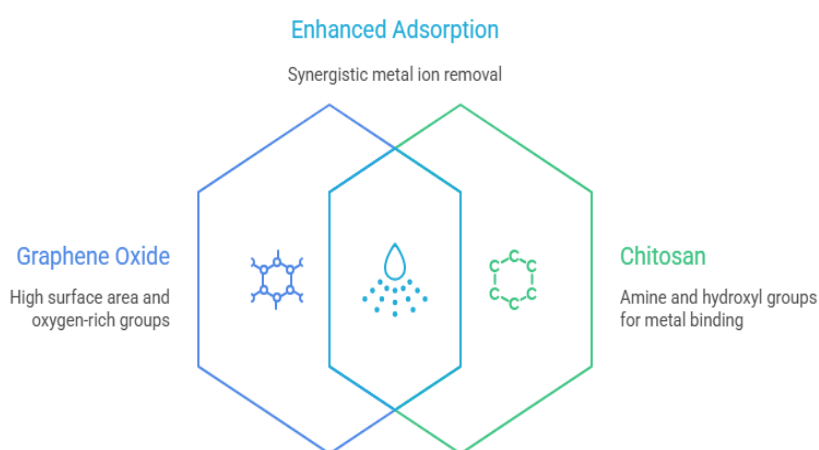 Enhanced Adsorption
Synergistic metal ion removal
Graphene Oxide
High surface area and
oxygen-rich groups
C
C C
C C
C
Chitosan
Amine and hydroxyl groups
for metal binding